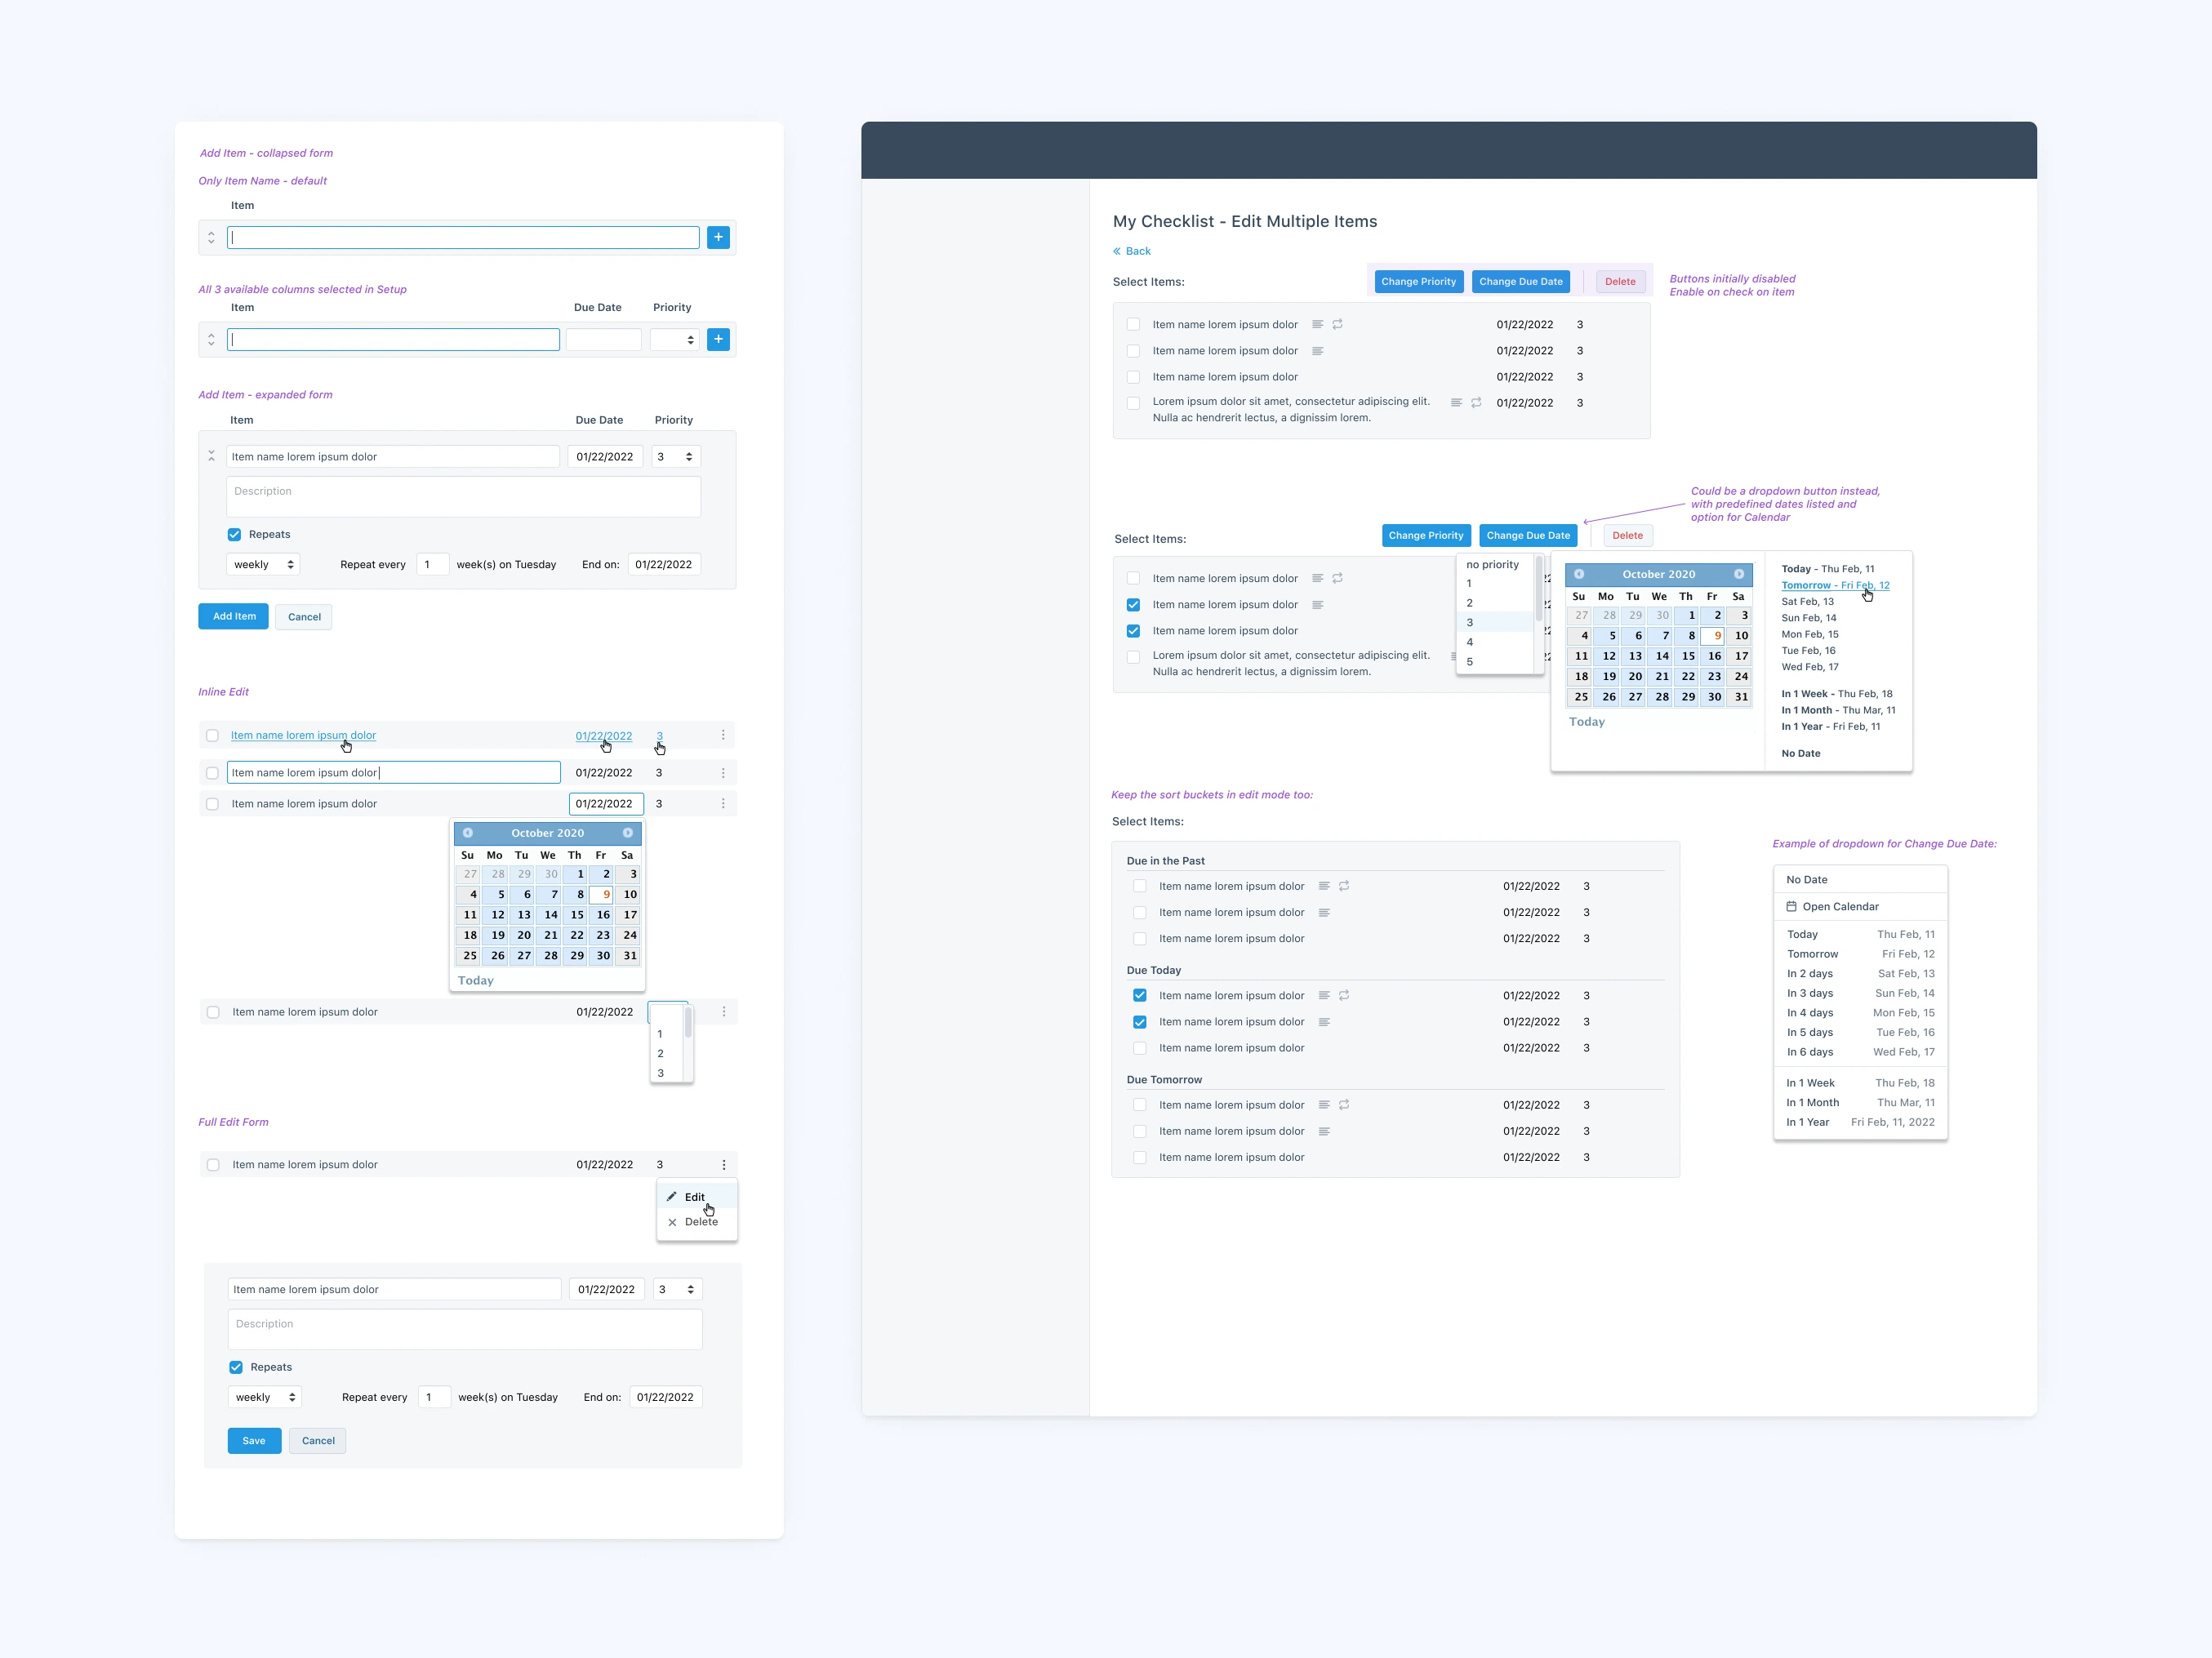 Add Item - collapsed form
Only Item Name - default
Item
+
All 3 available columns selected in Setup
Item Due Date Priority
+
Add Item - expanded form
Item Due Date Priority
Item name lorem ipsum dolor 01/22/2022 3
Description
Repeats
weekly Repeat every 1 week(s) on Tuesday End on: 01/22/2022
Add Item Cancel
Inline Edit
Item name lorem ipsum dolor 01/22/2022 3
Item name lorem ipsum dolor 01/22/2022 3
Item name lorem ipsum dolor 01/22/2022 3
October 2020
Su Mo Tu We Th Fr Sa
27 28 29 30 1 2 3
4 5 6 7 8 9 10
11 12 13 14 15 16 17
18 19 20 21 22 23 24
25 26 27 28 29 30 31
Today
Item name lorem ipsum dolor 01/22/2022
1
2
3
Full Edit Form
Item name lorem ipsum dolor 01/22/2022 3
Edit
Delete
Item name lorem ipsum dolor 01/22/2022 3
Description
Repeats
weekly Repeat every 1 week(s) on Tuesday End on: 01/22/2022
Save Cancel
My Checklist - Edit Multiple Items
« Back
Select Items: Change Priority Change Due Date Delete
Buttons initially disabled
Enable on check on item
Item name lorem ipsum dolor 01/22/2022 3
Item name lorem ipsum dolor 01/22/2022 3
Item name lorem ipsum dolor 01/22/2022 3
Lorem ipsum dolor sit amet, consectetur adipiscing elit. 01/22/2022 3
Nulla ac hendrerit lectus, a dignissim lorem.
Could be a dropdown button instead,
with predefined dates listed and
option for Calendar
Select Items: Change Priority Change Due Date Delete
Item name lorem ipsum dolor
Item name lorem ipsum dolor
Item name lorem ipsum dolor
Lorem ipsum dolor sit amet, consectetur adipiscing elit.
Nulla ac hendrerit lectus, a dignissim lorem.
no priority
1
2
3
4
5
October 2020
Su Mo Tu We Th Fr Sa
27 28 29 30 1 2 3
4 5 6 7 8 9 10
11 12 13 14 15 16 17
18 19 20 21 22 23 24
25 26 27 28 29 30 31
Today
Today - Thu Feb, 11
Tomorrow - Fri Feb, 12
Sat Feb, 13
Sun Feb, 14
Mon Feb, 15
Tue Feb, 16
Wed Feb, 17
In 1 Week - Thu Feb, 18
In 1 Month - Thu Mar, 11
In 1 Year - Fri Feb, 11
No Date
Keep the sort buckets in edit mode too:
Select Items:
Due in the Past
Item name lorem ipsum dolor 01/22/2022 3
Item name lorem ipsum dolor 01/22/2022 3
Item name lorem ipsum dolor 01/22/2022 3
Due Today
Item name lorem ipsum dolor 01/22/2022 3
Item name lorem ipsum dolor 01/22/2022 3
Item name lorem ipsum dolor 01/22/2022 3
Due Tomorrow
Item name lorem ipsum dolor 01/22/2022 3
Item name lorem ipsum dolor 01/22/2022 3
Item name lorem ipsum dolor 01/22/2022 3
Example of dropdown for Change Due Date:
No Date
Open Calendar
Today Thu Feb, 11
Tomorrow Fri Feb, 12
In 2 days Sat Feb, 13
In 3 days Sun Feb, 14
In 4 days Mon Feb, 15
In 5 days Tue Feb, 16
In 6 days Wed Feb, 17
In 1 Week Thu Feb, 18
In 1 Month Thu Mar, 11
In 1 Year Fri Feb, 11, 2022